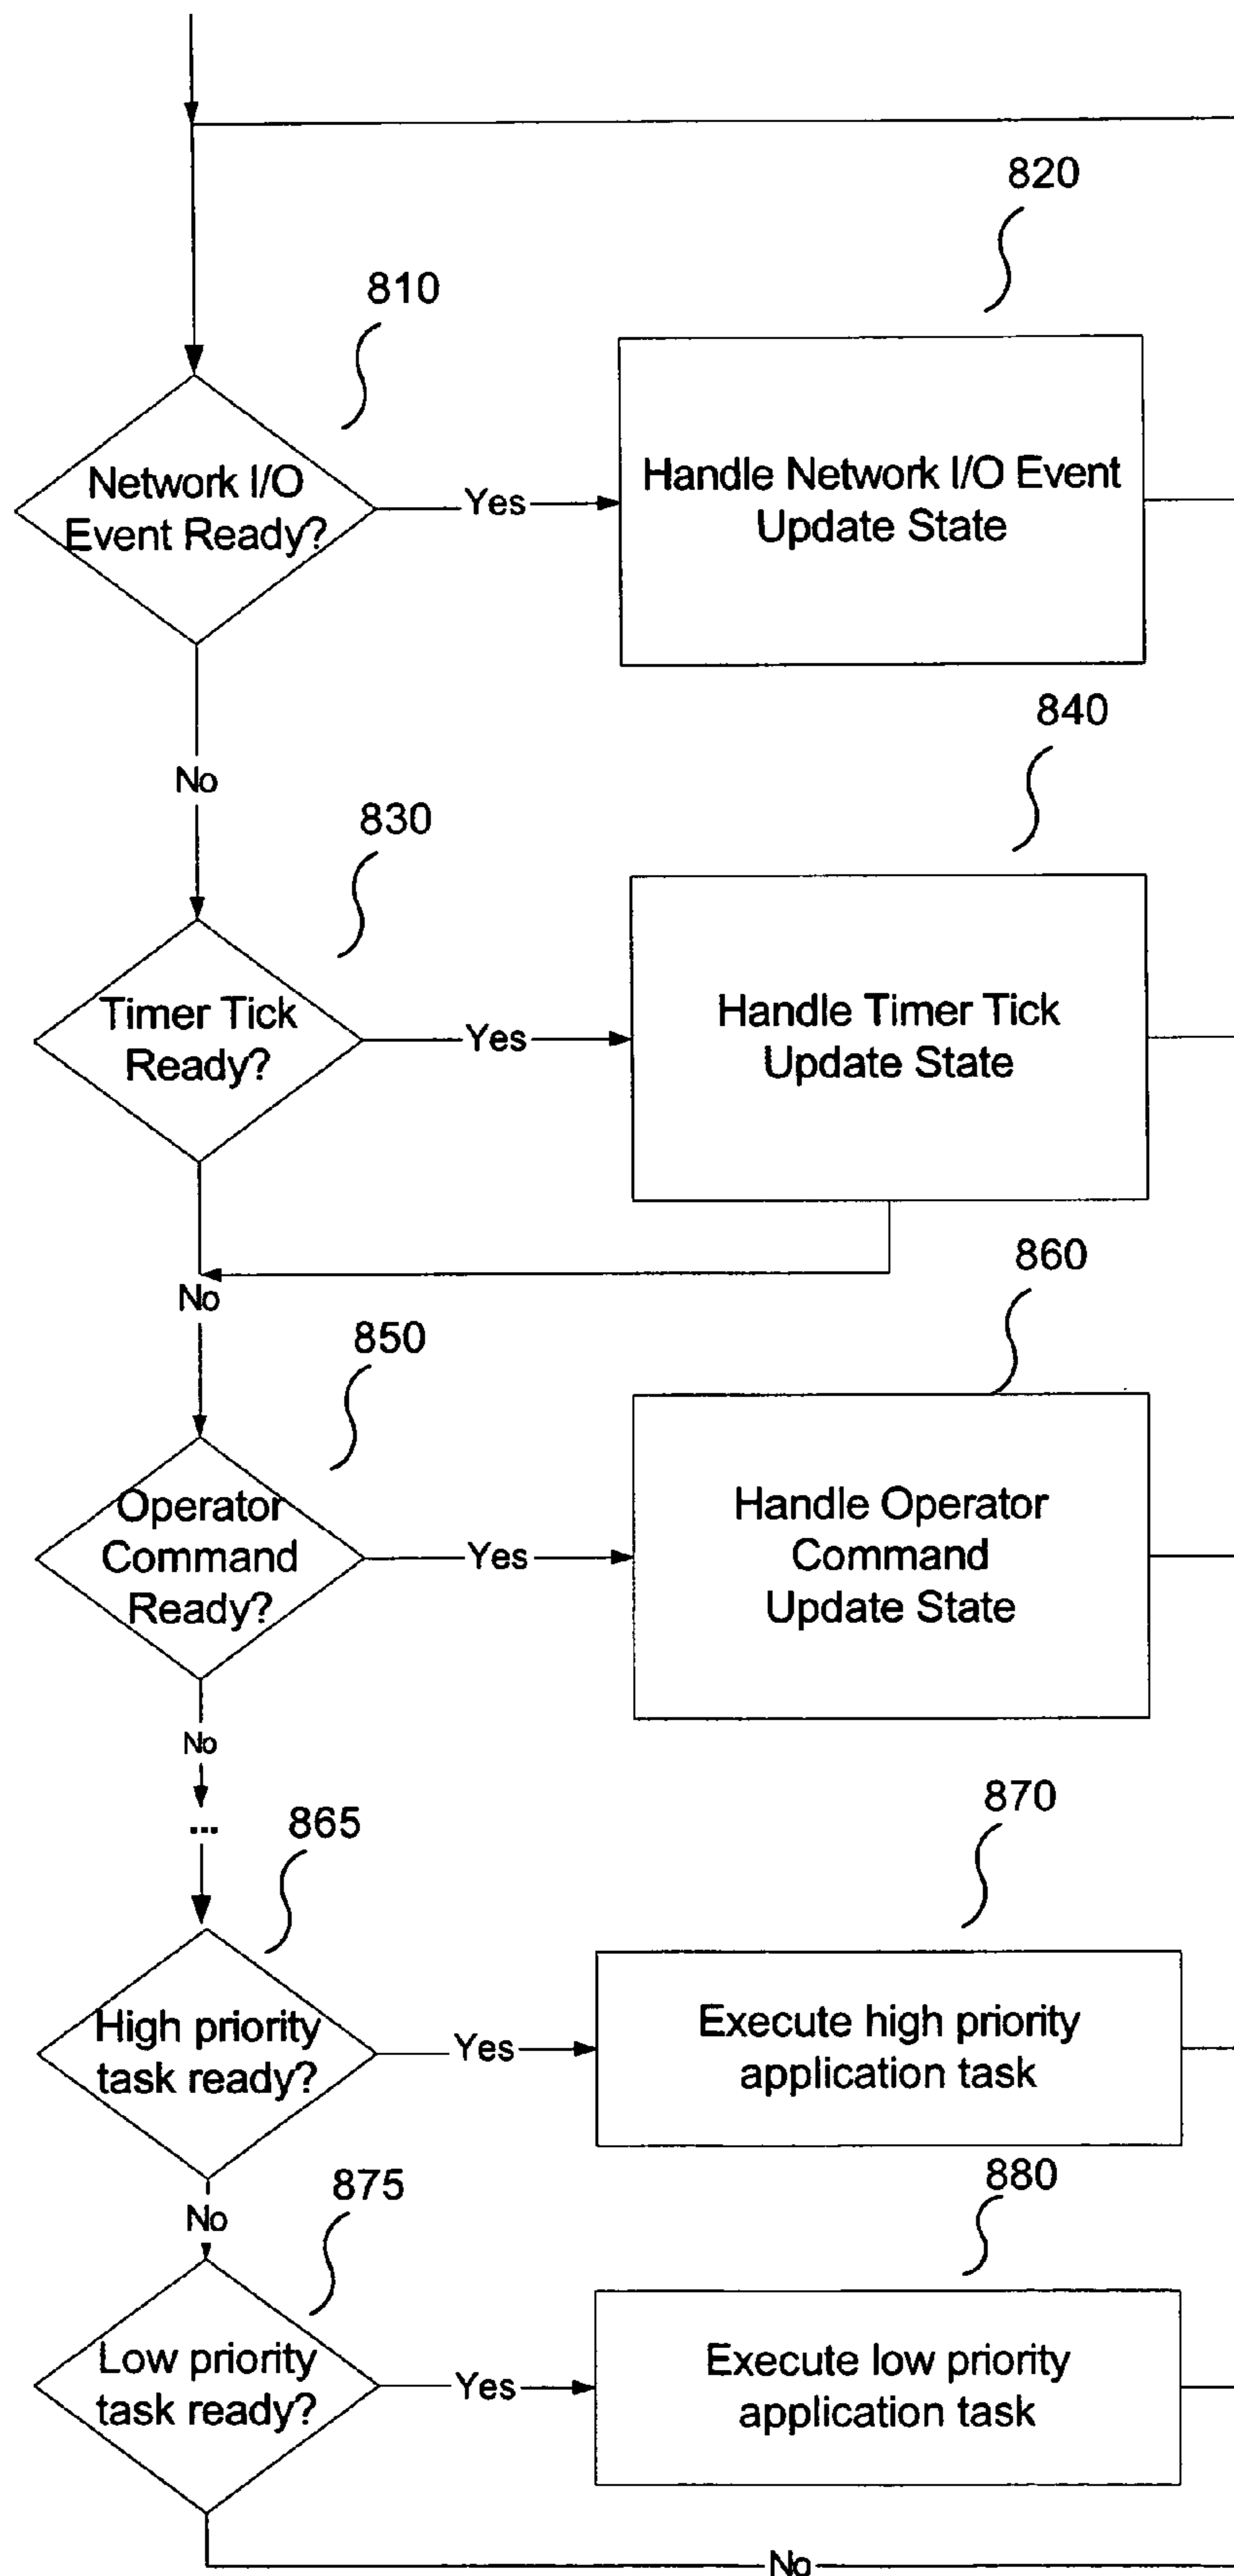 820
810
Network I/O
Event Ready?
Yes
Handle Network I/O Event
Update State
No
840
830
Timer Tick
Ready?
Yes
Handle Timer Tick
Update State
No
860
850
Operator
Command
Ready?
Yes
Handle Operator
Command
Update State
No
...
870
865
High priority
task ready?
Yes
Execute high priority
application task
No
880
875
Low priority
task ready?
Yes
Execute low priority
application task
No